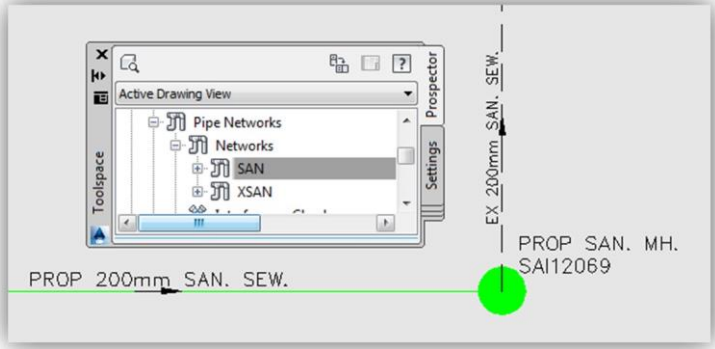 Active Drawing View
Pipe Networks
Networks
SAN
XSAN
Toolspace
Prospector
Settings
EX 200mm SAN. SEW.
PROP SAN. MH.
SAI12069
PROP 200mm SAN. SEW.